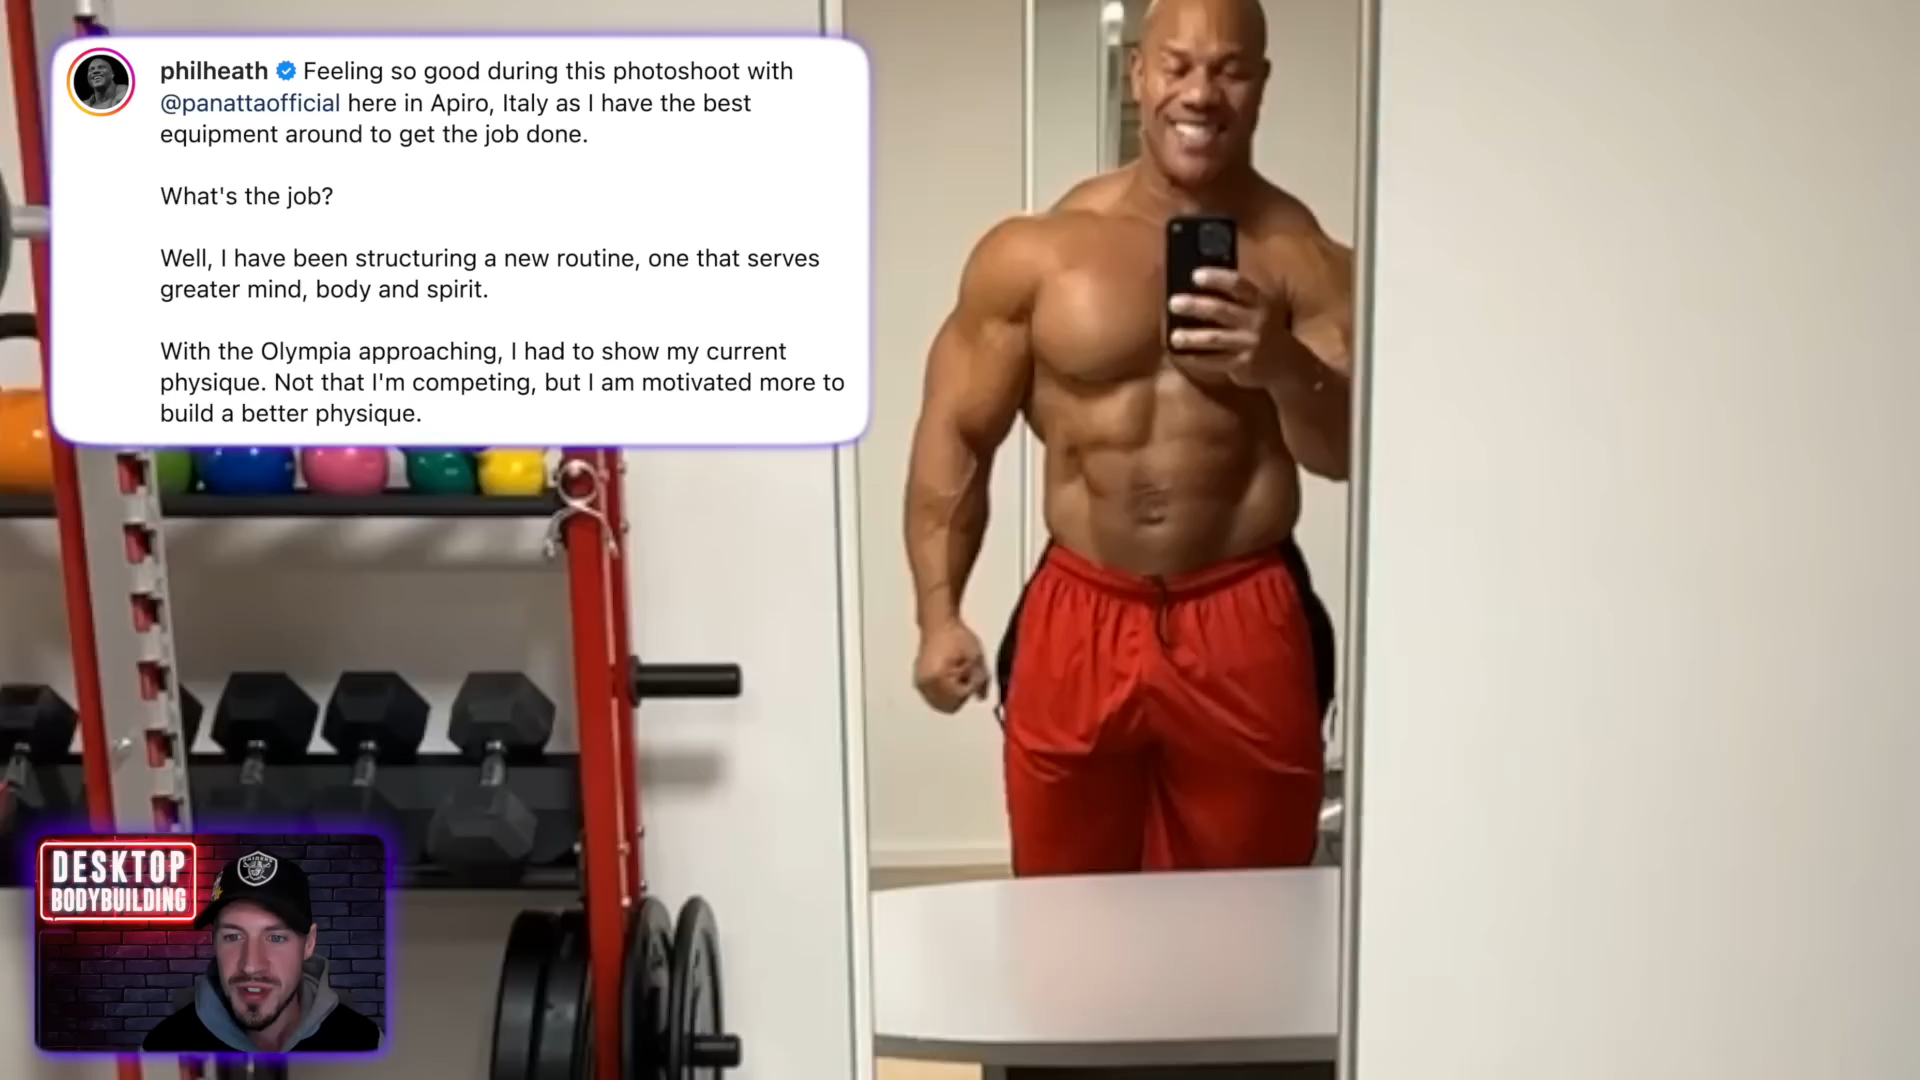 philheath Feeling so good during this photoshoot with
@panattaofficial here in Apiro, Italy as I have the best
equipment around to get the job done.
What's the job?
Well, I have been structuring a new routine, one that serves
greater mind, body and spirit.
With the Olympia approaching, I had to show my current
physique. Not that I'm competing, but I am motivated more to
build a better physique.
DESKTOP
BODYBUILDING
RAIDERS